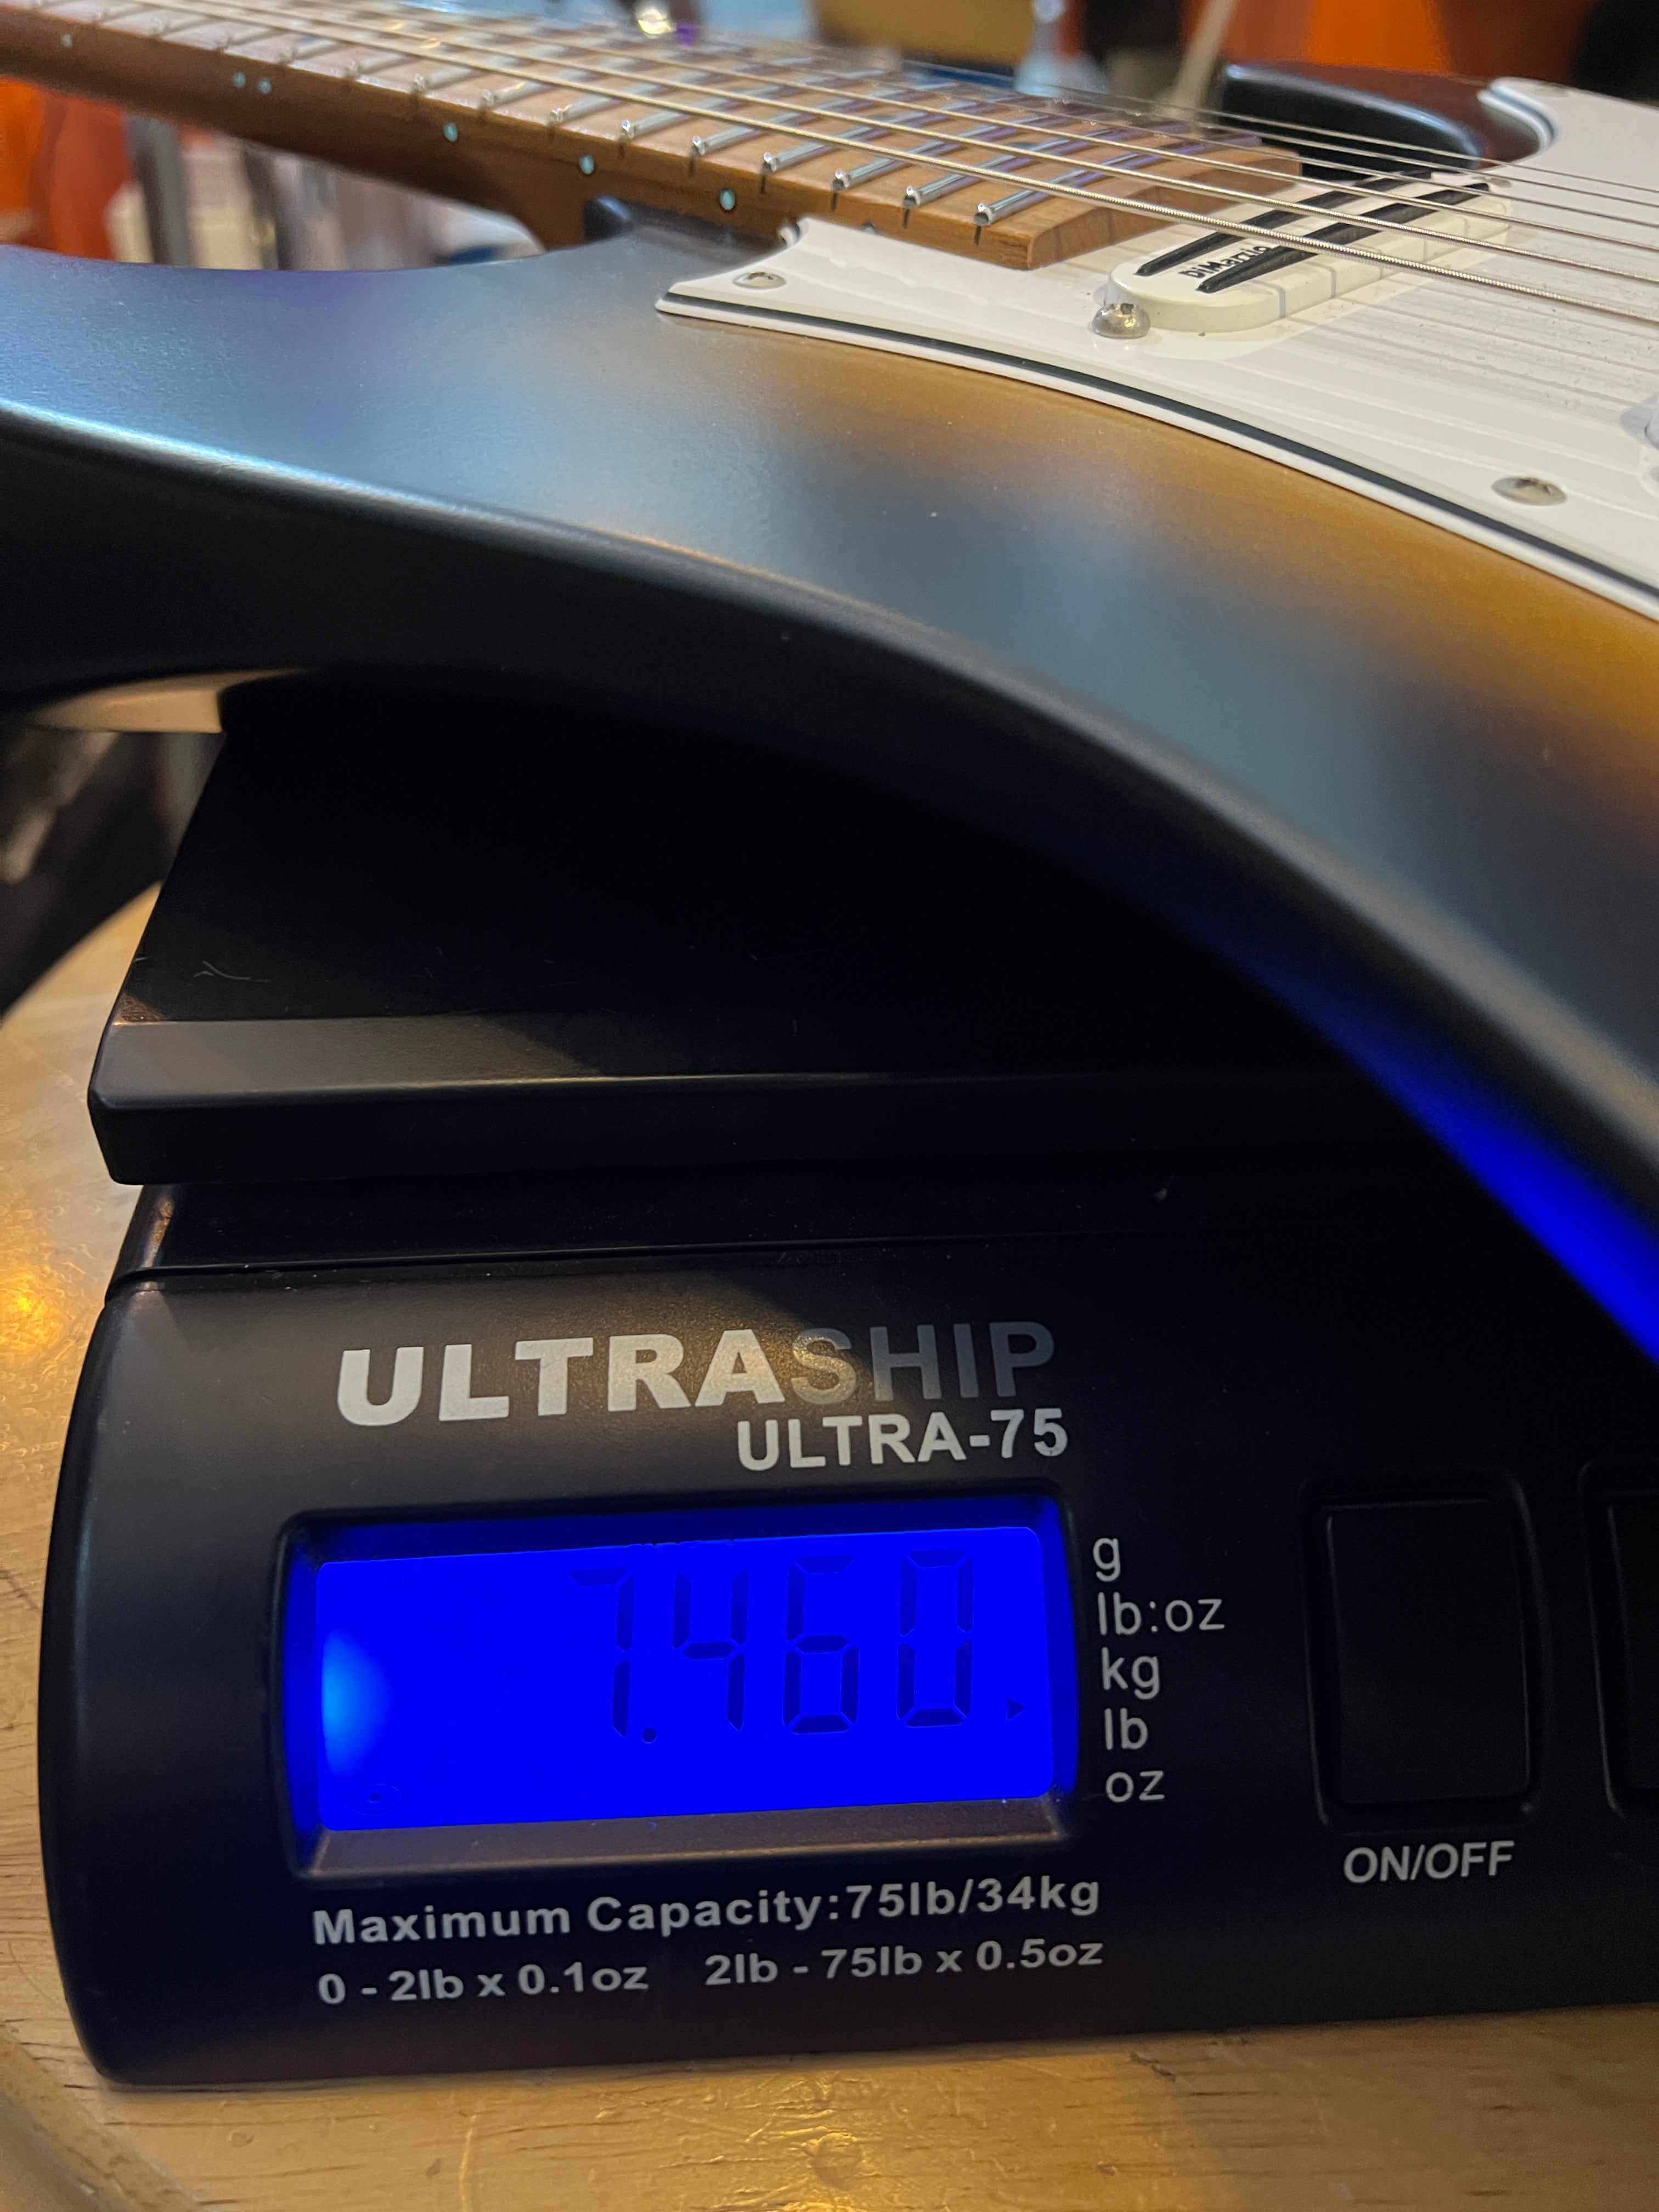 DiMarzio
ULTRASHIP
ULTRA-75
7.460
g
lb:oz
kg
lb
oz
ON/OFF
Maximum Capacity:75lb/34kg
0 - 2lb x 0.1oz 2lb - 75lb x 0.5oz